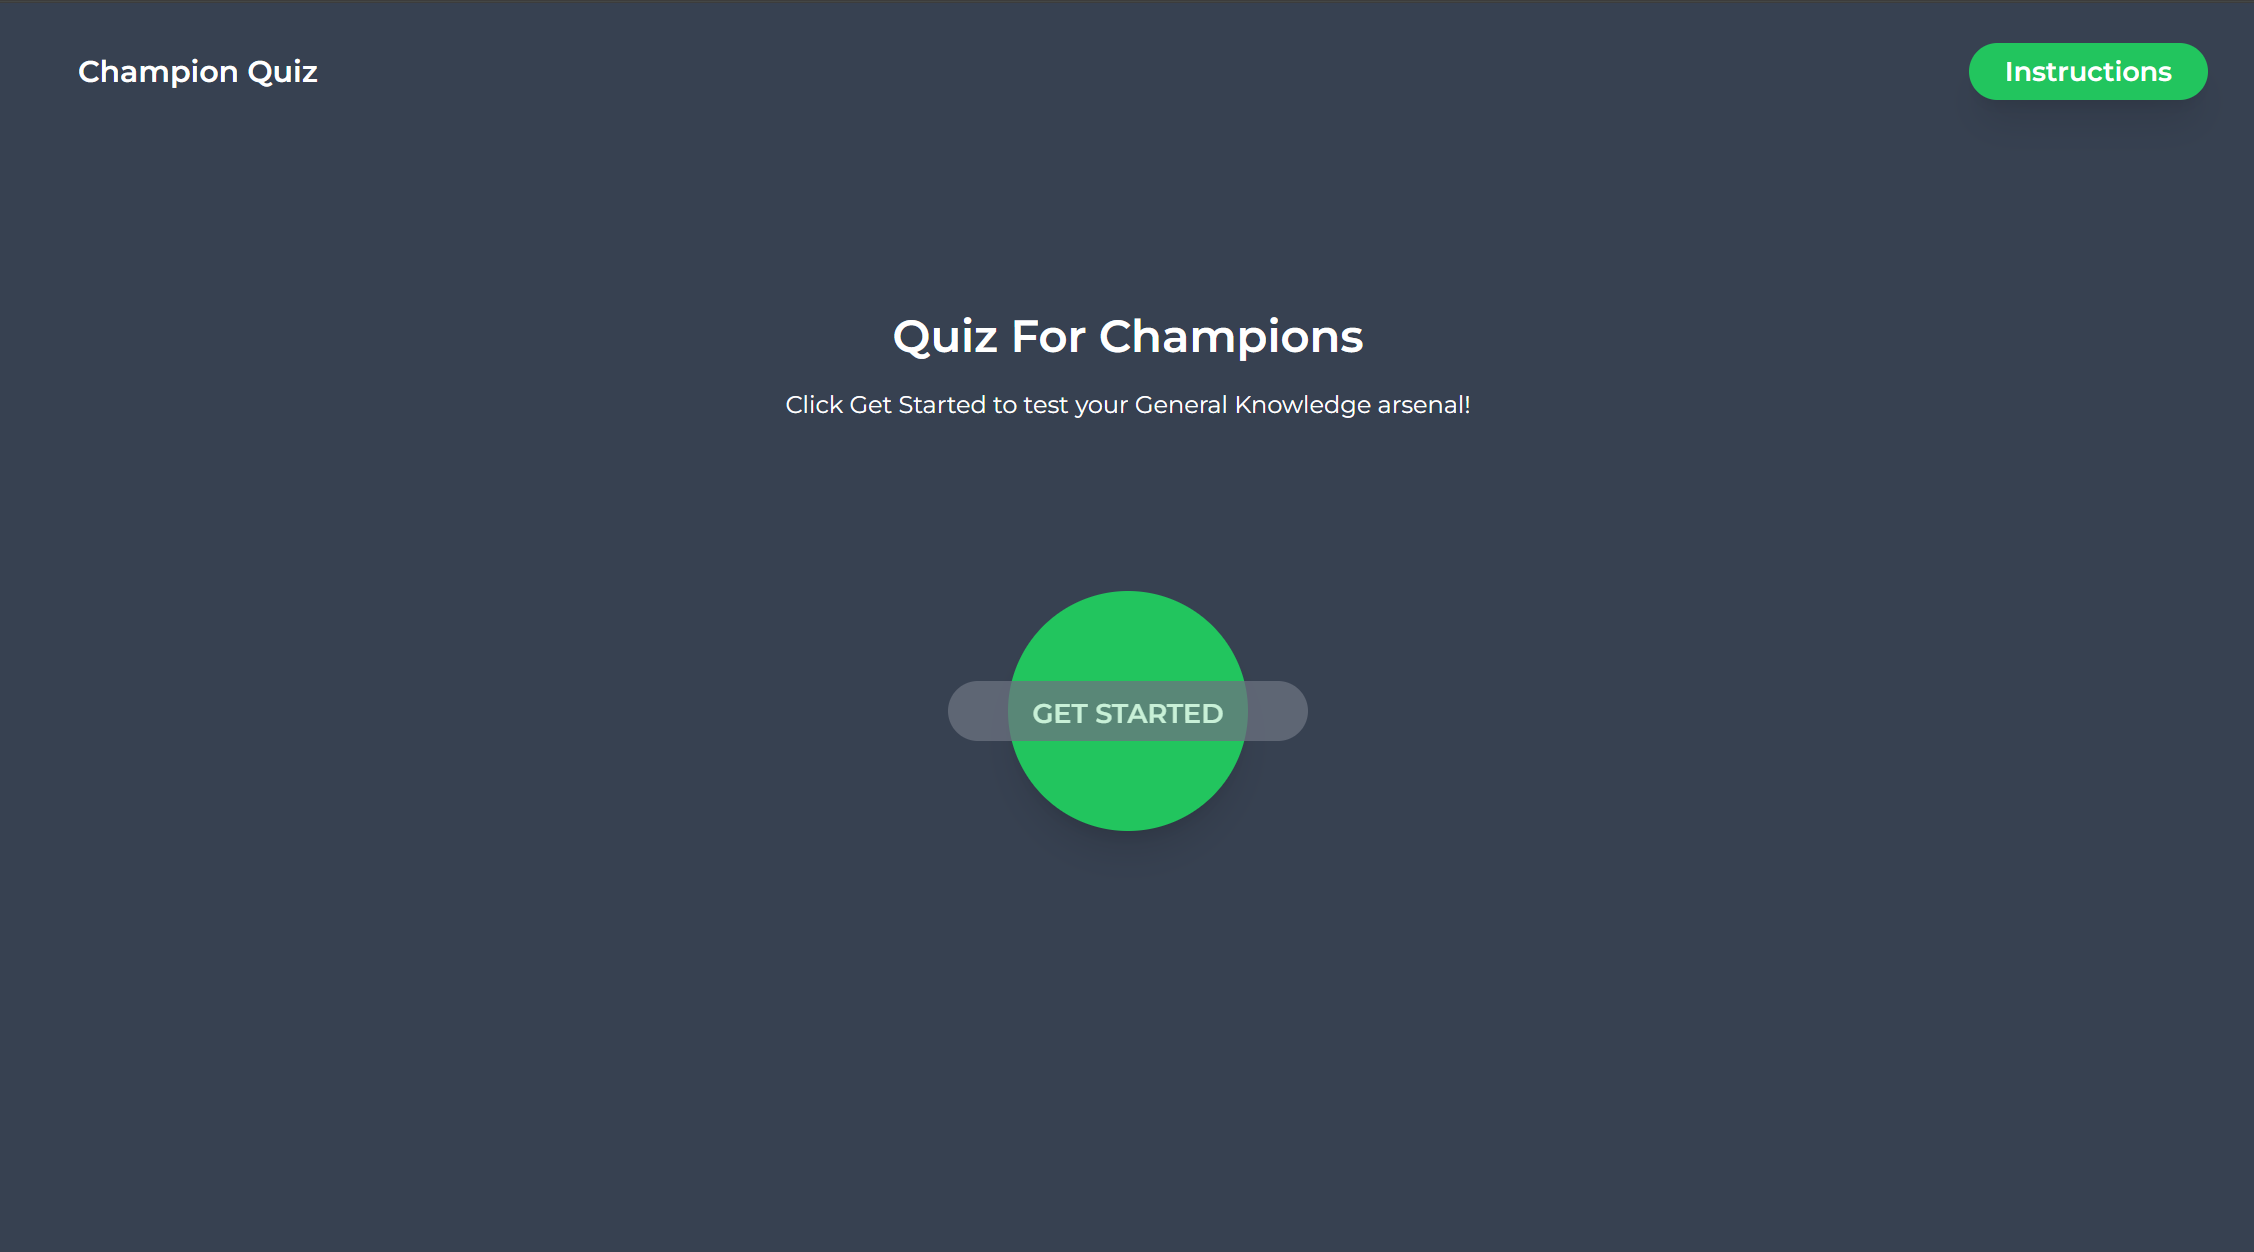 Champion Quiz
Instructions
Quiz For Champions
Click Get Started to test your General Knowledge arsenal!
GET STARTED